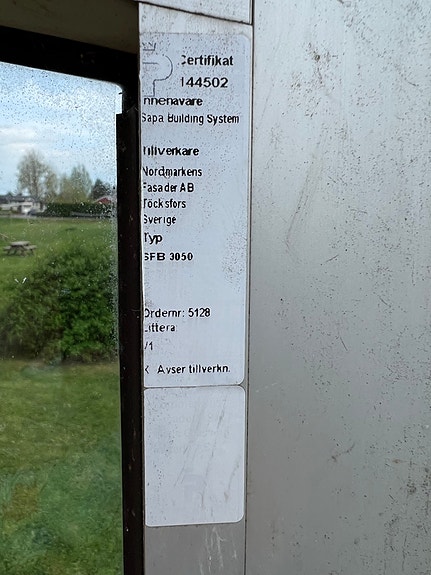 Certifikat
144502
Innehavare
Sapa Building System
Tillverkare
Nordmarkens
Fasader AB
Töcksfors
Sverige
Typ
SFB 3050
Ordernr: 5128
Littera:
/1
X Avser tillverkn.